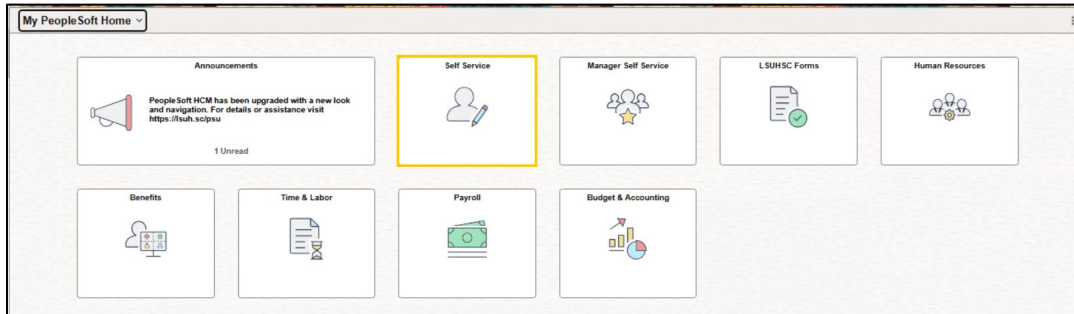 My PeopleSoft Home
Announcements
PeopleSoft HCM has been upgraded with a new look
and navigation. For details or assistance visit
https://lsuh.sc/psu
1 Unread
Self Service
Manager Self Service
LSUHSC Forms
Human Resources
Benefits
Time & Labor
Payroll
Budget & Accounting